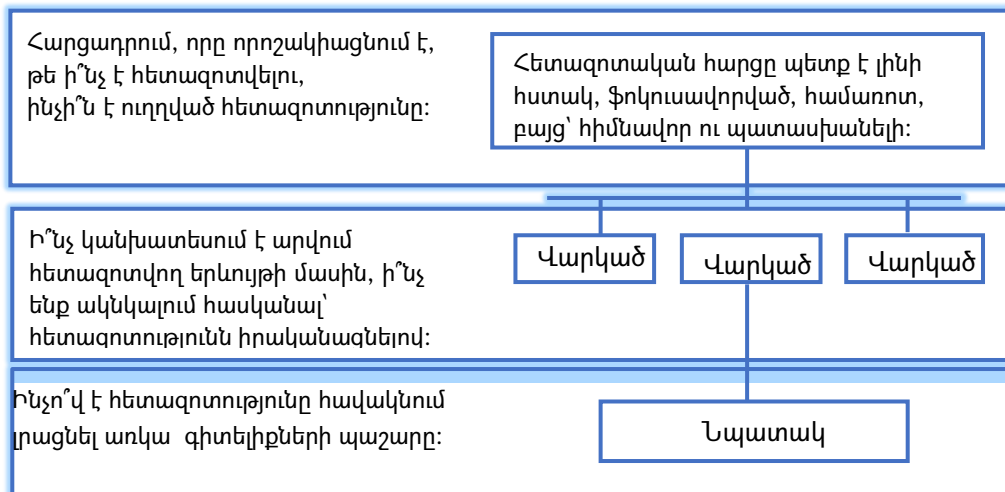 Հարցադրում, որը որոշակիացնում է,
թե ի՞նչ է հետազոտվելու,
ինչի՞ն է ուղղված հետազոտությունը։
Հետազոտական հարցը պետք է լինի
հստակ, ֆոկուսավորված, համառոտ,
բայց՝ հիմնավոր ու պատասխանելի։
Ի՞նչ կանխատեսում է արվում
հետազոտվող երևույթի մասին, ի՞նչ
ենք ակնկալում հասկանալ՝
հետազոտությունն իրականացնելով։
Վարկած
Վարկած
Վարկած
Ինչո՞վ է հետազոտությունը հավակնում
լրացնել առկա գիտելիքների պաշարը։
Նպատակ